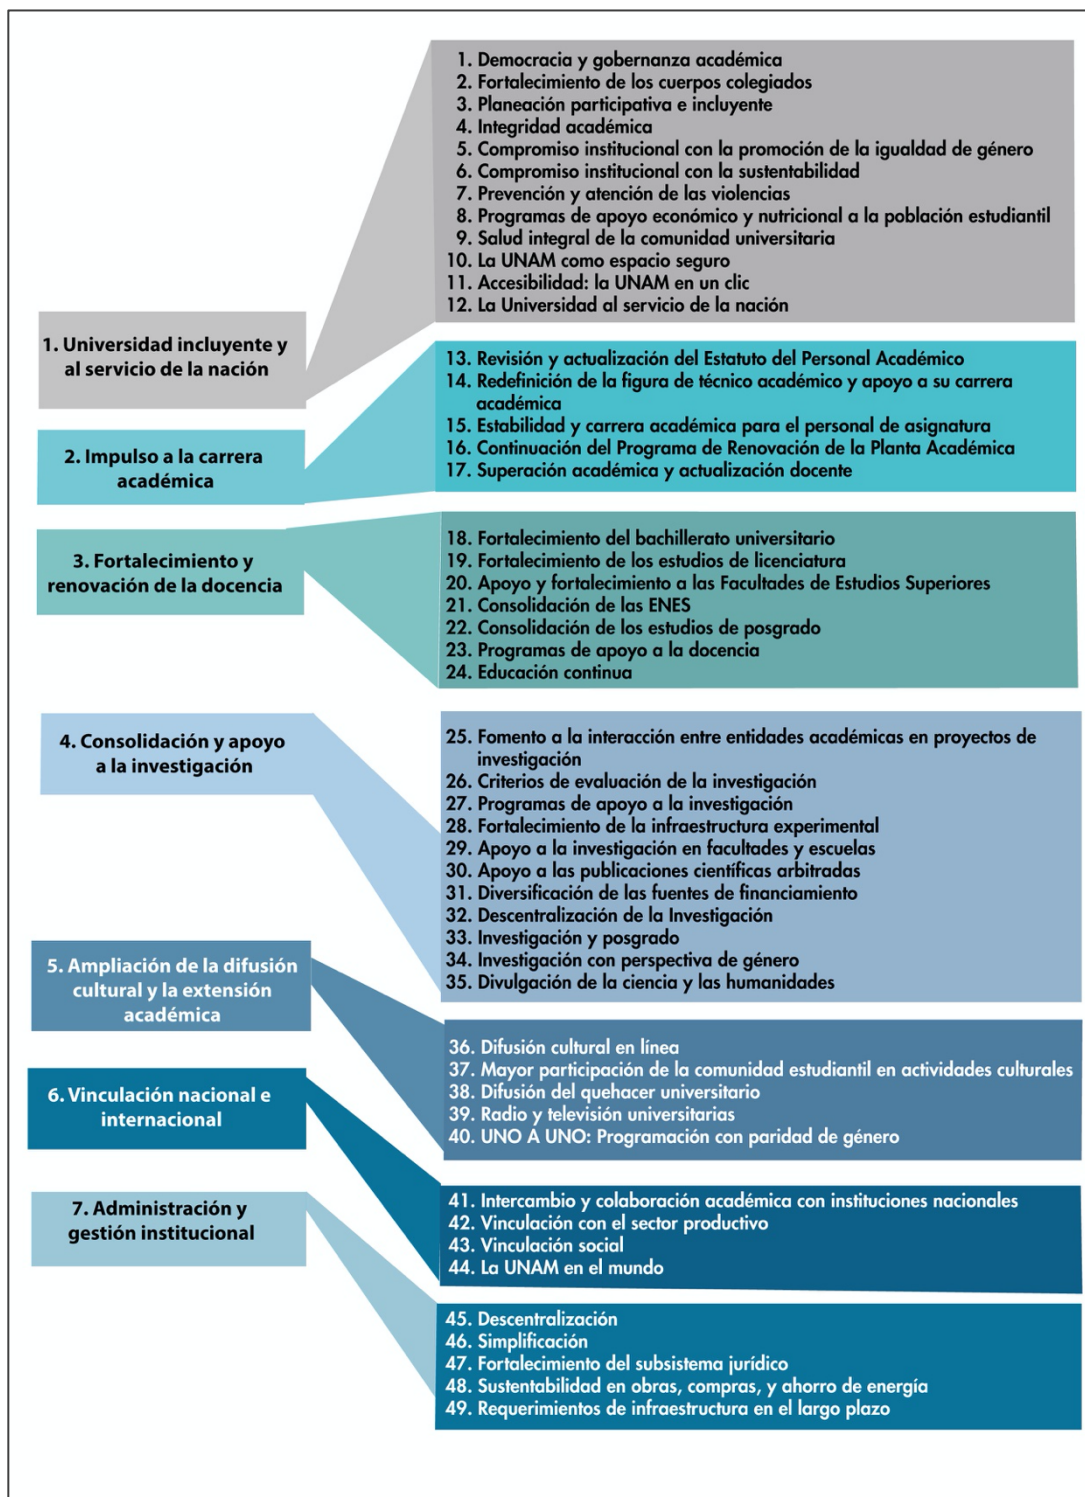 1. Universidad incluyente y
al servicio de la nación
1. Democracia y gobernanza académica
2. Fortalecimiento de los cuerpos colegiados
3. Planeación participativa e incluyente
4. Integridad académica
5. Compromiso institucional con la promoción de la igualdad de género
6. Compromiso institucional con la sustentabilidad
7. Prevención y atención de las violencias
8. Programas de apoyo económico y nutricional a la población estudiantil
9. Salud integral de la comunidad universitaria
10. La UNAM como espacio seguro
11. Accesibilidad: la UNAM en un clic
12. La Universidad al servicio de la nación
2. Impulso a la carrera
académica
13. Revisión y actualización del Estatuto del Personal Académico
14. Redefinición de la figura de técnico académico y apoyo a su carrera
académica
15. Estabilidad y carrera académica para el personal de asignatura
16. Continuación del Programa de Renovación de la Planta Académica
17. Superación académica y actualización docente
3. Fortalecimiento y
renovación de la docencia
18. Fortalecimiento del bachillerato universitario
19. Fortalecimiento de los estudios de licenciatura
20. Apoyo y fortalecimiento a las Facultades de Estudios Superiores
21. Consolidación de las ENES
22. Consolidación de los estudios de posgrado
23. Programas de apoyo a la docencia
24. Educación continua
4. Consolidación y apoyo
a la investigación
25. Fomento a la interacción entre entidades académicas en proyectos de
investigación
26. Criterios de evaluación de la investigación
27. Programas de apoyo a la investigación
28. Fortalecimiento de la infraestructura experimental
29. Apoyo a la investigación en facultades y escuelas
30. Apoyo a las publicaciones científicas arbitradas
31. Diversificación de las fuentes de financiamiento
32. Descentralización de la Investigación
33. Investigación y posgrado
34. Investigación con perspectiva de género
35. Divulgación de la ciencia y las humanidades
5. Ampliación de la difusión
cultural y la extensión
académica
36. Difusión cultural en línea
37. Mayor participación de la comunidad estudiantil en actividades culturales
38. Difusión del quehacer universitario
39. Radio y televisión universitarias
40. UNO A UNO: Programación con paridad de género
6. Vinculación nacional e
internacional
41. Intercambio y colaboración académica con instituciones nacionales
42. Vinculación con el sector productivo
43. Vinculación social
44. La UNAM en el mundo
7. Administración y
gestión institucional
45. Descentralización
46. Simplificación
47. Fortalecimiento del subsistema jurídico
48. Sustentabilidad en obras, compras, y ahorro de energía
49. Requerimientos de infraestructura en el largo plazo